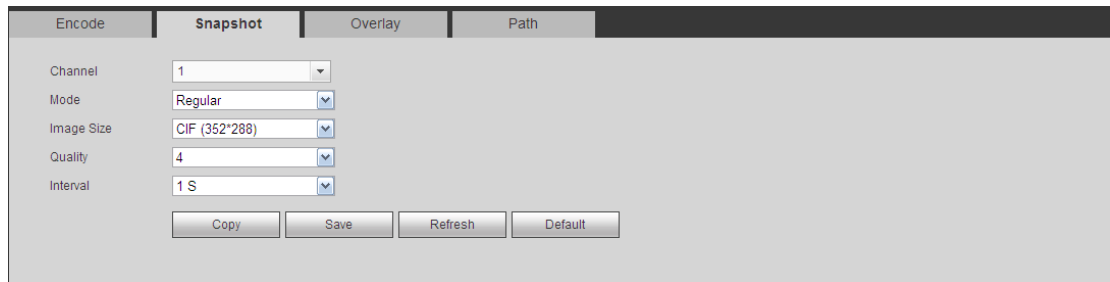 Encode Snapshot Overlay Path
Channel 1
Mode Regular
Image Size CIF (352*288)
Quality 4
Interval 1 S
Copy Save Refresh Default